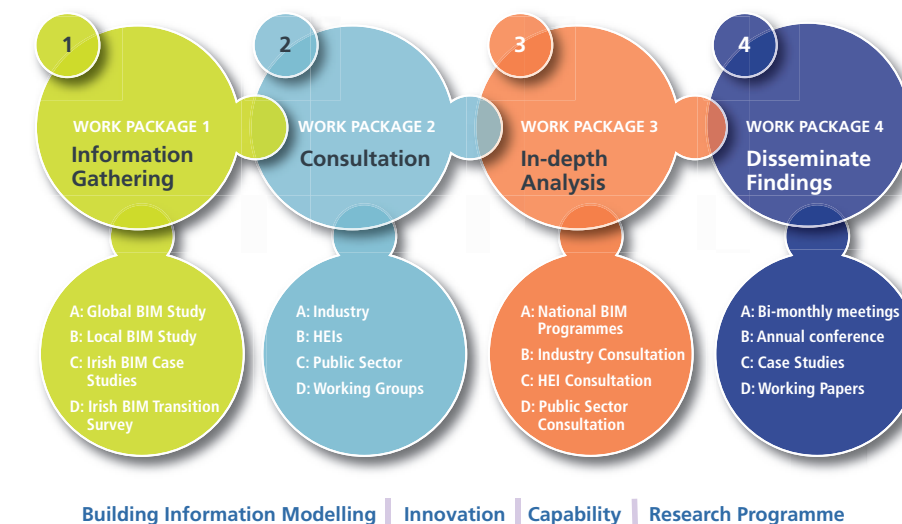 1
WORK PACKAGE 1
Information
Gathering
A: Global BIM Study
B: Local BIM Study
C: Irish BIM Case
Studies
D: Irish BIM Transition
Survey
2
WORK PACKAGE 2
Consultation
A: Industry
B: HEIs
C: Public Sector
D: Working Groups
3
WORK PACKAGE 3
In-depth
Analysis
A: National BIM
Programmes
B: Industry Consultation
C: HEI Consultation
D: Public Sector
Consultation
4
WORK PACKAGE 4
Disseminate
Findings
A: Bi-monthly meetings
B: Annual conference
C: Case Studies
D: Working Papers
Building Information Modelling | Innovation | Capability | Research Programme